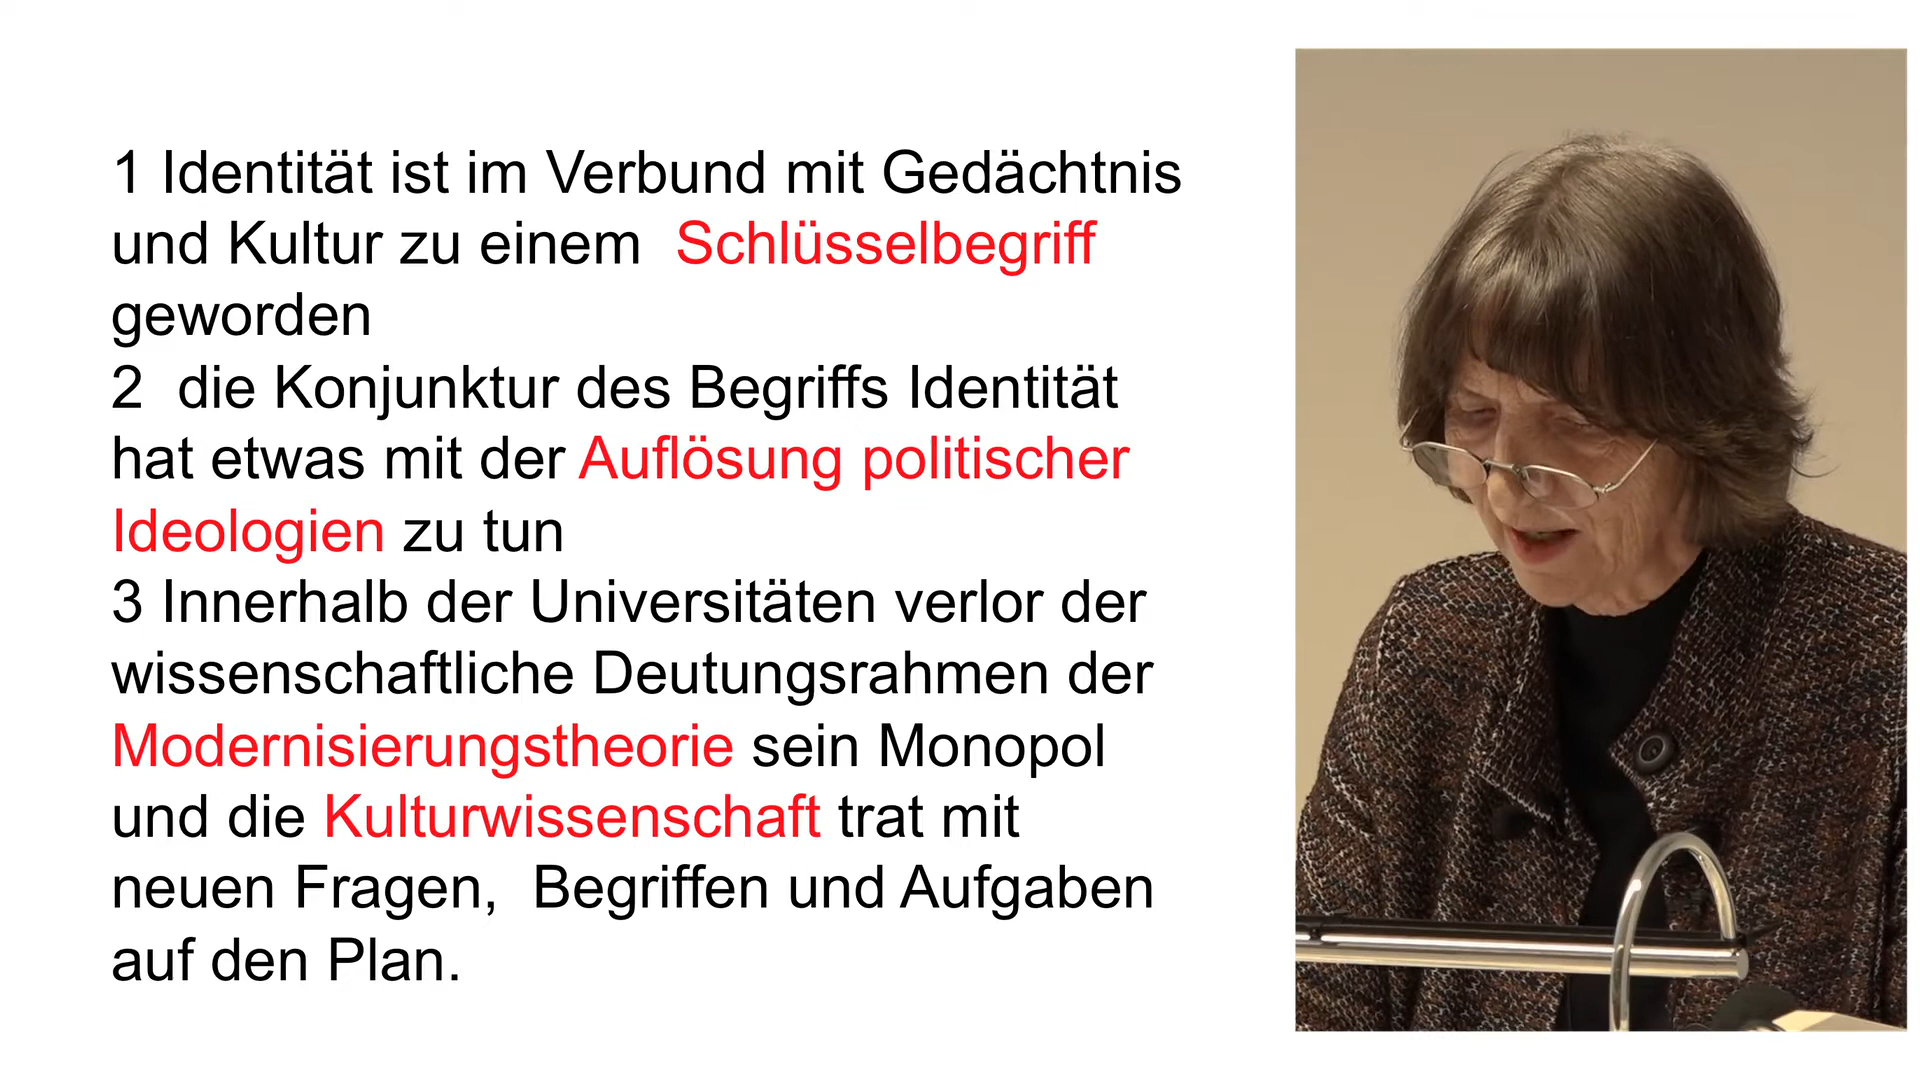 1 Identität ist im Verbund mit Gedächtnis
und Kultur zu einem  Schlüsselbegriff
geworden
2  die Konjunktur des Begriffs Identität
hat etwas mit der Auflösung politischer
Ideologien zu tun
3 Innerhalb der Universitäten verlor der
wissenschaftliche Deutungsrahmen der
Modernisierungstheorie sein Monopol
und die Kulturwissenschaft trat mit
neuen Fragen,  Begriffen und Aufgaben
auf den Plan.